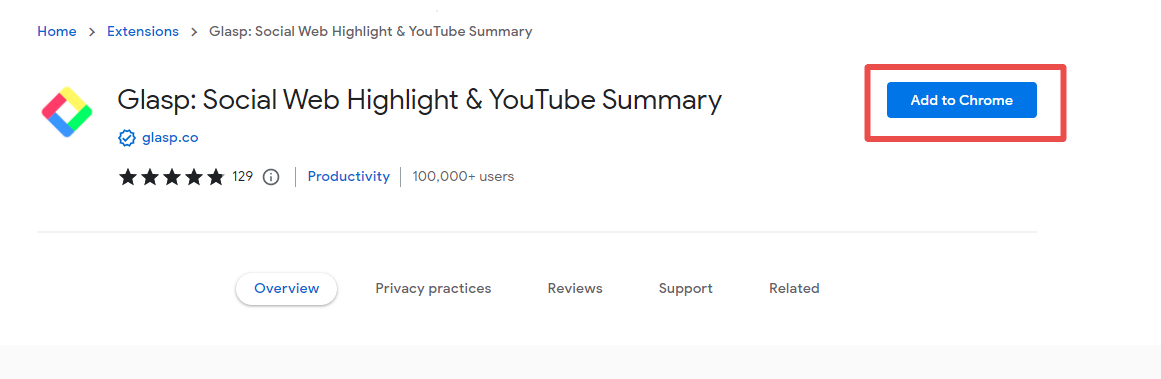 Home > Extensions > Glasp: Social Web Highlight & YouTube Summary
Glasp: Social Web Highlight & YouTube Summary
Add to Chrome
glasp.co
129 Productivity 100,000+ users
Overview Privacy practices Reviews Support Related